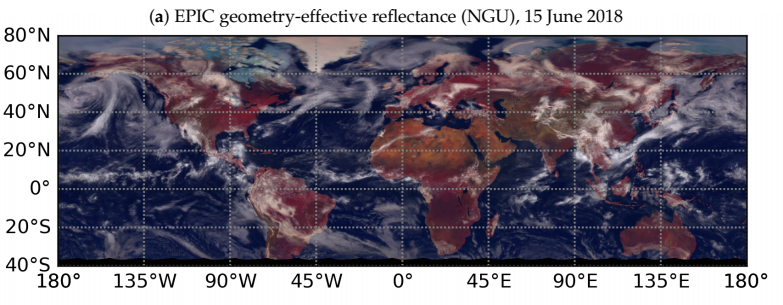 (a) EPIC geometry-effective reflectance (NGU), 15 June 2018
80°N
60°N
40°N
20°N
0°
20°S
40°S
180° 135°W 90°W 45°W 0° 45°E 90°E 135°E 180°